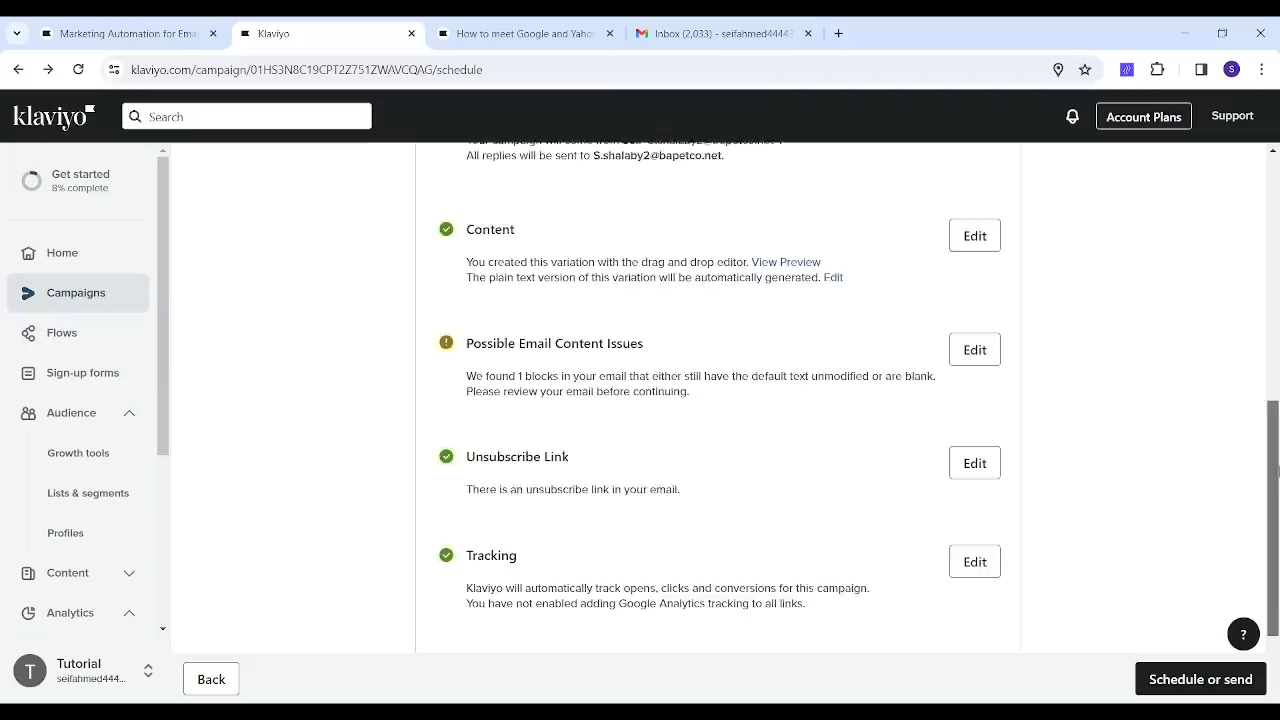 Marketing Automation for Ema
Klaviyo
How to meet Google and Yaho
Inbox (2,033) - seifahmed44443
klaviyo.com/campaign/01HS3N8C19CPT2Z751ZWAVCQAG/schedule
S
klaviyo
Search
Account Plans
Support
Get started
8% complete
Home
Campaigns
Flows
Sign-up forms
Audience
Growth tools
Lists & segments
Profiles
Content
Analytics
T
Tutorial
seifahmed444...
All replies will be sent to S.shalaby2@bapetco.net.
Content
Edit
You created this variation with the drag and drop editor. View Preview
The plain text version of this variation will be automatically generated. Edit
Possible Email Content Issues
Edit
We found 1 blocks in your email that either still have the default text unmodified or are blank.
Please review your email before continuing.
Unsubscribe Link
Edit
There is an unsubscribe link in your email.
Tracking
Edit
Klaviyo will automatically track opens, clicks and conversions for this campaign.
You have not enabled adding Google Analytics tracking to all links.
?
Back
Schedule or send